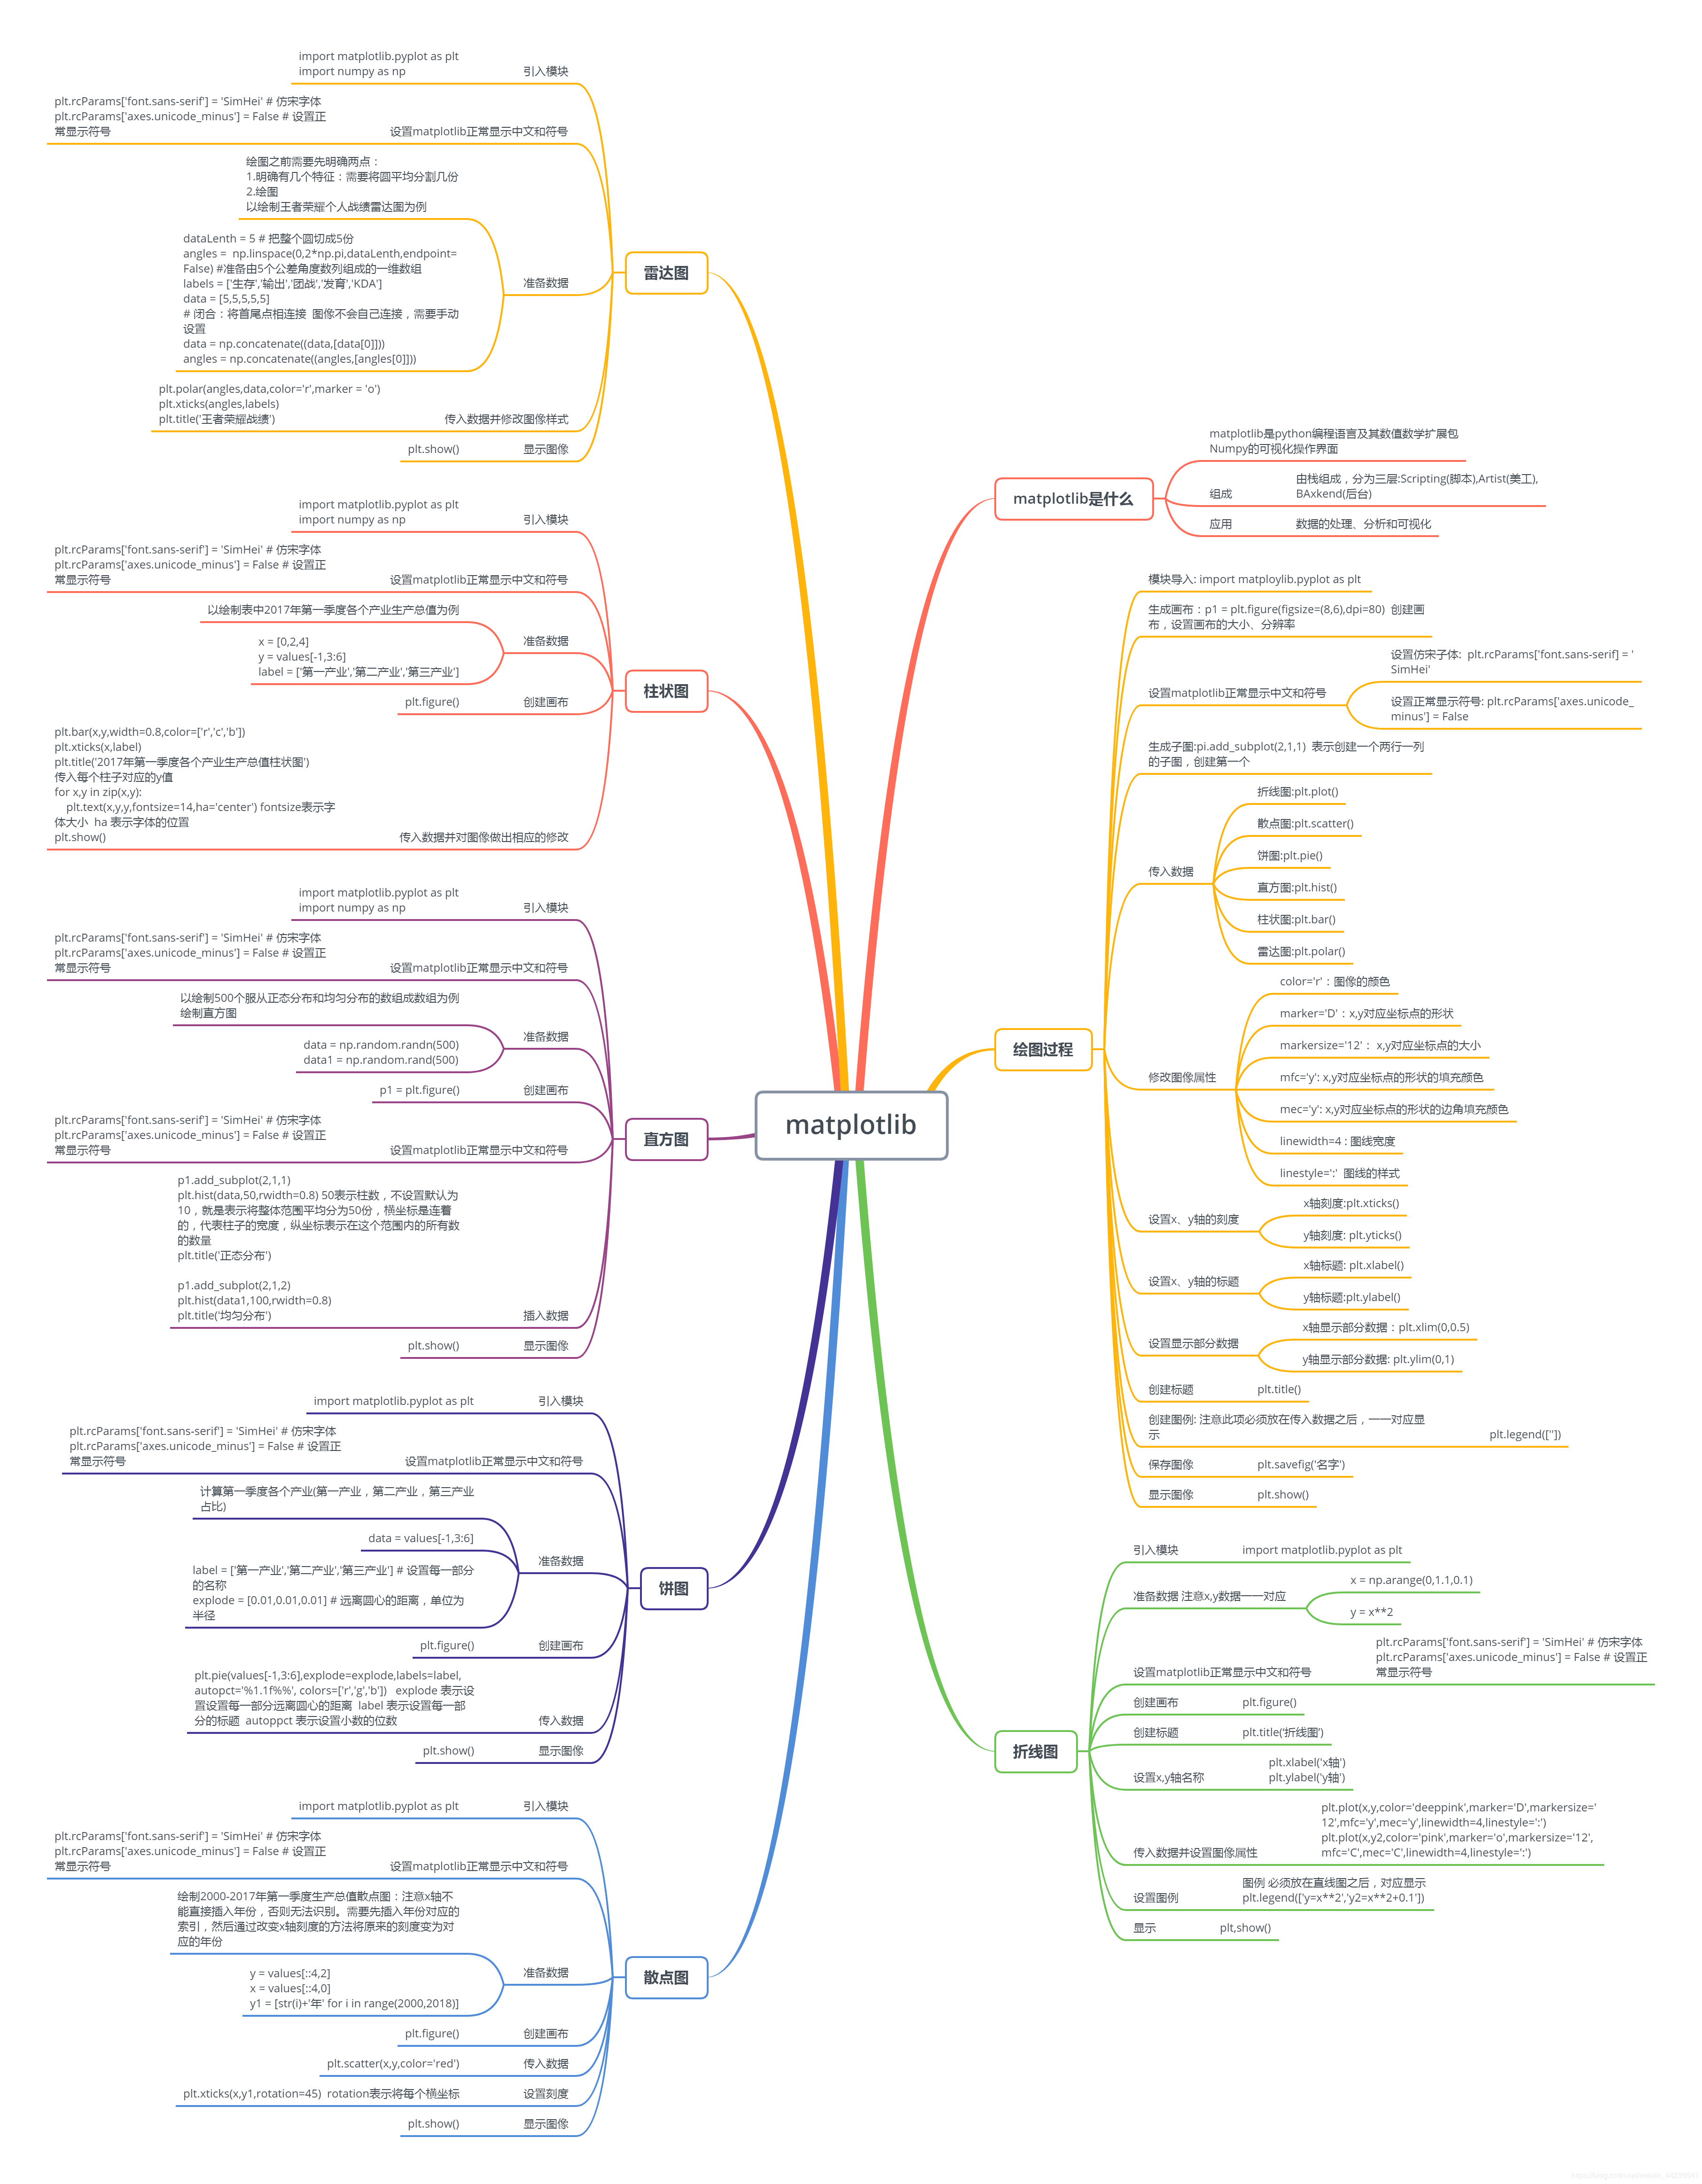 matplotlib
matplotlib是什么
matplotlib是python编程语言及其数值数学扩展包
Numpy的可视化操作界面
组成
由栈组成，分为三层:Scripting(脚本),Artist(美工),
BAxkend(后台)
应用
数据的处理、分析和可视化
绘图过程
模块导入: import matploylib.pyplot as plt
生成画布：p1 = plt.figure(figsize=(8,6),dpi=80)  创建画
布，设置画布的大小、分辨率
设置matplotlib正常显示中文和符号
设置仿宋子体:  plt.rcParams['font.sans-serif] = '
SimHei'
设置正常显示符号: plt.rcParams['axes.unicode_
minus'] = False
生成子图:pi.add_subplot(2,1,1)  表示创建一个两行一列
的子图，创建第一个
传入数据
折线图:plt.plot()
散点图:plt.scatter()
饼图:plt.pie()
直方图:plt.hist()
柱状图:plt.bar()
雷达图:plt.polar()
修改图像属性
color='r'：图像的颜色
marker='D'：x,y对应坐标点的形状
markersize='12'： x,y对应坐标点的大小
mfc='y': x,y对应坐标点的形状的填充颜色
mec='y': x,y对应坐标点的形状的边角填充颜色
linewidth=4 : 图线宽度
linestyle=':'  图线的样式
设置x、y轴的刻度
x轴刻度:plt.xticks()
y轴刻度: plt.yticks()
设置x、y轴的标题
x轴标题: plt.xlabel()
y轴标题:plt.ylabel()
设置显示部分数据
x轴显示部分数据：plt.xlim(0,0.5)
y轴显示部分数据: plt.ylim(0,1)
创建标题
plt.title()
创建图例: 注意此项必须放在传入数据之后，一一对应显
示
plt.legend([''])
保存图像
plt.savefig('名字')
显示图像
plt.show()
折线图
引入模块
import matplotlib.pyplot as plt
准备数据 注意x,y数据一一对应
x = np.arange(0,1.1,0.1)
y = x**2
设置matplotlib正常显示中文和符号
plt.rcParams['font.sans-serif'] = 'SimHei' # 仿宋字体
plt.rcParams['axes.unicode_minus'] = False # 设置正
常显示符号
创建画布
plt.figure()
创建标题
plt.title('折线图')
设置x,y轴名称
plt.xlabel('x轴')
plt.ylabel('y轴')
传入数据并设置图像属性
plt.plot(x,y,color='deeppink',marker='D',markersize='
12',mfc='y',mec='y',linewidth=4,linestyle=':')
plt.plot(x,y2,color='pink',marker='o',markersize='12',
mfc='C',mec='C',linewidth=4,linestyle=':')
设置图例
图例 必须放在直线图之后，对应显示
plt.legend(['y=x**2','y2=x**2+0.1'])
显示
plt,show()
雷达图
import matplotlib.pyplot as plt
import numpy as np
引入模块
plt.rcParams['font.sans-serif'] = 'SimHei' # 仿宋字体
plt.rcParams['axes.unicode_minus'] = False # 设置正
常显示符号
设置matplotlib正常显示中文和符号
绘图之前需要先明确两点：
1.明确有几个特征：需要将圆平均分割几份
2.绘图
以绘制王者荣耀个人战绩雷达图为例
dataLenth = 5 # 把整个圆切成5份
angles =  np.linspace(0,2*np.pi,dataLenth,endpoint=
False) #准备由5个公差角度数列组成的一维数组
labels = ['生存','输出','团战','发育','KDA']
data = [5,5,5,5,5]
# 闭合：将首尾点相连接  图像不会自己连接，需要手动
设置
data = np.concatenate((data,[data[0]]))
angles = np.concatenate((angles,[angles[0]]))
准备数据
plt.polar(angles,data,color='r',marker = 'o')
plt.xticks(angles,labels)
plt.title('王者荣耀战绩')
传入数据并修改图像样式
plt.show()
显示图像
柱状图
import matplotlib.pyplot as plt
import numpy as np
引入模块
plt.rcParams['font.sans-serif'] = 'SimHei' # 仿宋字体
plt.rcParams['axes.unicode_minus'] = False # 设置正
常显示符号
设置matplotlib正常显示中文和符号
以绘制表中2017年第一季度各个产业生产总值为例
x = [0,2,4]
y = values[-1,3:6]
label = ['第一产业','第二产业','第三产业']
准备数据
plt.figure()
创建画布
plt.bar(x,y,width=0.8,color=['r','c','b'])
plt.xticks(x,label)
plt.title('2017年第一季度各个产业生产总值柱状图')
传入每个柱子对应的y值
for x,y in zip(x,y):
    plt.text(x,y,y,fontsize=14,ha='center') fontsize表示字
体大小  ha 表示字体的位置
plt.show()
传入数据并对图像做出相应的修改
直方图
import matplotlib.pyplot as plt
import numpy as np
引入模块
plt.rcParams['font.sans-serif'] = 'SimHei' # 仿宋字体
plt.rcParams['axes.unicode_minus'] = False # 设置正
常显示符号
设置matplotlib正常显示中文和符号
以绘制500个服从正态分布和均匀分布的数组成数组为例
绘制直方图
data = np.random.randn(500)
data1 = np.random.rand(500)
准备数据
p1 = plt.figure()
创建画布
plt.rcParams['font.sans-serif'] = 'SimHei' # 仿宋字体
plt.rcParams['axes.unicode_minus'] = False # 设置正
常显示符号
设置matplotlib正常显示中文和符号
p1.add_subplot(2,1,1)
plt.hist(data,50,rwidth=0.8) 50表示柱数，不设置默认为
10，就是表示将整体范围平均分为50份，横坐标是连着
的，代表柱子的宽度，纵坐标表示在这个范围内的所有数
的数量
plt.title('正态分布')
p1.add_subplot(2,1,2)
plt.hist(data1,100,rwidth=0.8)
plt.title('均匀分布')
插入数据
plt.show()
显示图像
饼图
import matplotlib.pyplot as plt
引入模块
plt.rcParams['font.sans-serif'] = 'SimHei' # 仿宋字体
plt.rcParams['axes.unicode_minus'] = False # 设置正
常显示符号
设置matplotlib正常显示中文和符号
计算第一季度各个产业(第一产业，第二产业，第三产业
占比)
data = values[-1,3:6]
label = ['第一产业','第二产业','第三产业'] # 设置每一部分
的名称
explode = [0.01,0.01,0.01] # 远离圆心的距离，单位为
半径
准备数据
plt.figure()
创建画布
plt.pie(values[-1,3:6],explode=explode,labels=label,
autopct='%1.1f%%', colors=['r','g','b'])   explode 表示设
置设置每一部分远离圆心的距离  label 表示设置每一部
分的标题  autoppct 表示设置小数的位数
传入数据
plt.show()
显示图像
散点图
import matplotlib.pyplot as plt
引入模块
plt.rcParams['font.sans-serif'] = 'SimHei' # 仿宋字体
plt.rcParams['axes.unicode_minus'] = False # 设置正
常显示符号
设置matplotlib正常显示中文和符号
绘制2000-2017年第一季度生产总值散点图：注意x轴不
能直接插入年份，否则无法识别。需要先插入年份对应的
索引，然后通过改变x轴刻度的方法将原来的刻度变为对
应的年份
y = values[::4,2]
x = values[::4,0]
y1 = [str(i)+'年' for i in range(2000,2018)]
准备数据
plt.figure()
创建画布
plt.scatter(x,y,color='red')
传入数据
plt.xticks(x,y1,rotation=45)  rotation表示将每个横坐标
设置刻度
plt.show()
显示图像